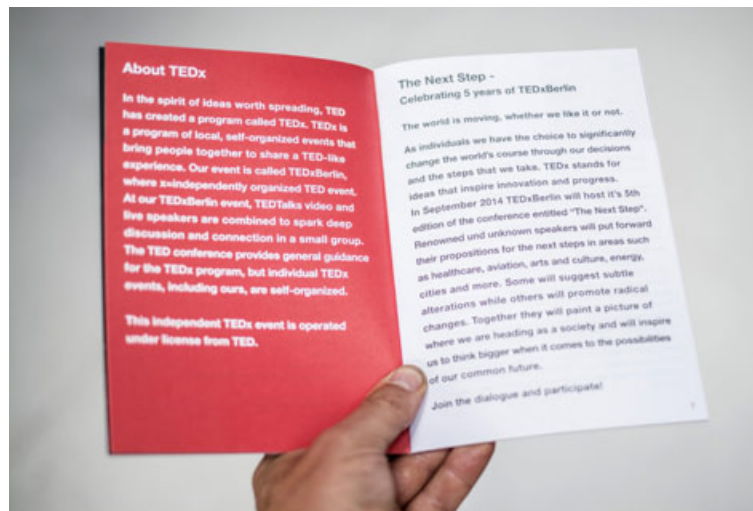 About TEDx
In the spirit of ideas worth spreading, TED
has created a program called TEDx. TEDx is
a program of local, self-organized events that
bring people together to share a TED-like
experience. Our event is called TEDxBerlin,
where x=independently organized TED event.
At our TEDxBerlin event, TEDTalks video and
live speakers are combined to spark deep
discussion and connection in a small group.
The TED conference provides general guidance
for the TEDx program, but individual TEDx
events, including ours, are self-organized.
This independent TEDx event is operated
under license from TED.
The Next Step -
Celebrating 5 years of TEDxBerlin
The world is moving, whether we like it or not.
As individuals we have the choice to significantly
change the world's course through our decisions
and the steps that we take. TEDx stands for
ideas that inspire innovation and progress.
In September 2014 TEDxBerlin will host it's 5th
edition of the conference entitled "The Next Step".
Renowned und unknown speakers will put forward
their propositions for the next steps in areas such
as healthcare, aviation, arts and culture, energy,
cities and more. Some will suggest subtle
alterations while others will promote radical
changes. Together they will paint a picture of
where we are heading as a society and will inspire
us to think bigger when it comes to the possibilities
of our common future.
Join the dialogue and participate!